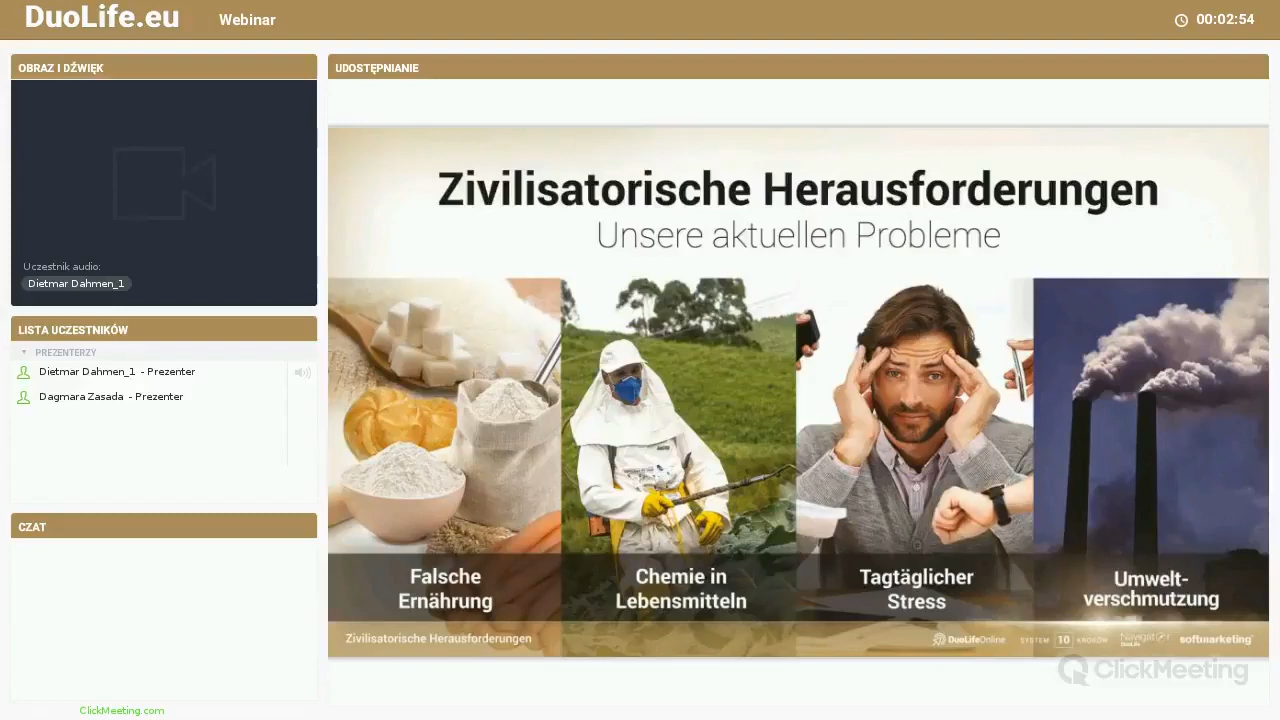 DuoLife.eu
Webinar
00:02:54
OBRAZ I DŹWIĘK
Uczestnik audio:
Dietmar Dahmen_1
LISTA UCZESTNIKÓW
PREZENTERZY
Dietmar Dahmen_1 - Prezenter
Dagmara Zasada - Prezenter
CZAT
ClickMeeting.com
UDOSTĘPNIANIE
Zivilisatorische Herausforderungen
Unsere aktuellen Probleme
Falsche
Ernährung
Chemie in
Lebensmitteln
Tagtäglicher
Stress
Umwelt-
verschmutzung
Zivilisatorische Herausforderungen
DuoLifeOnline
SYSTEM 10 KROKÓW
Navigator
DuoLife
softmarketing
ClickMeeting